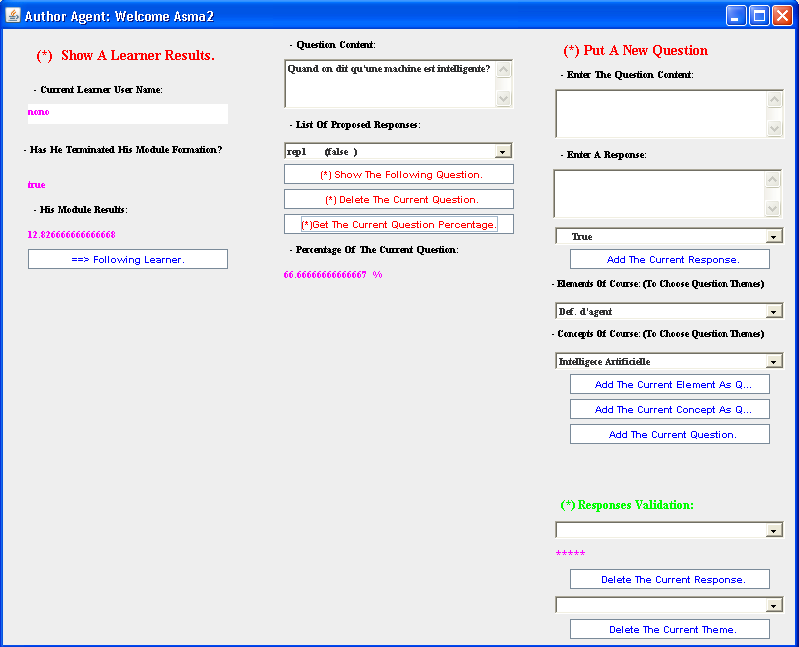 Author Agent: Welcome Asma2
(*) Show A Learner Results.
- Current Learner User Name:
nono
- Has He Terminated His Module Formation?
true
- His Module Results:
12.826666666666668
==> Following Learner.
- Question Content:
Quand on dit qu'une machine est intelligente?
- List Of Proposed Responses:
rep1 (false )
(*) Show The Following Question.
(*) Delete The Current Question.
(*)Get The Current Question Percentage.
- Percentage Of The Current Question:
66.66666666666667 %
(*) Put A New Question
- Enter The Question Content:
- Enter A Response:
True
Add The Current Response.
- Elements Of Course: (To Choose Question Themes)
Def. d'agent
- Concepts Of Course: (To Choose Question Themes)
Intelligece Artificielle
Add The Current Element As Q...
Add The Current Concept As Q...
Add The Current Question.
(*) Responses Validation:
*****
Delete The Current Response.
Delete The Current Theme.